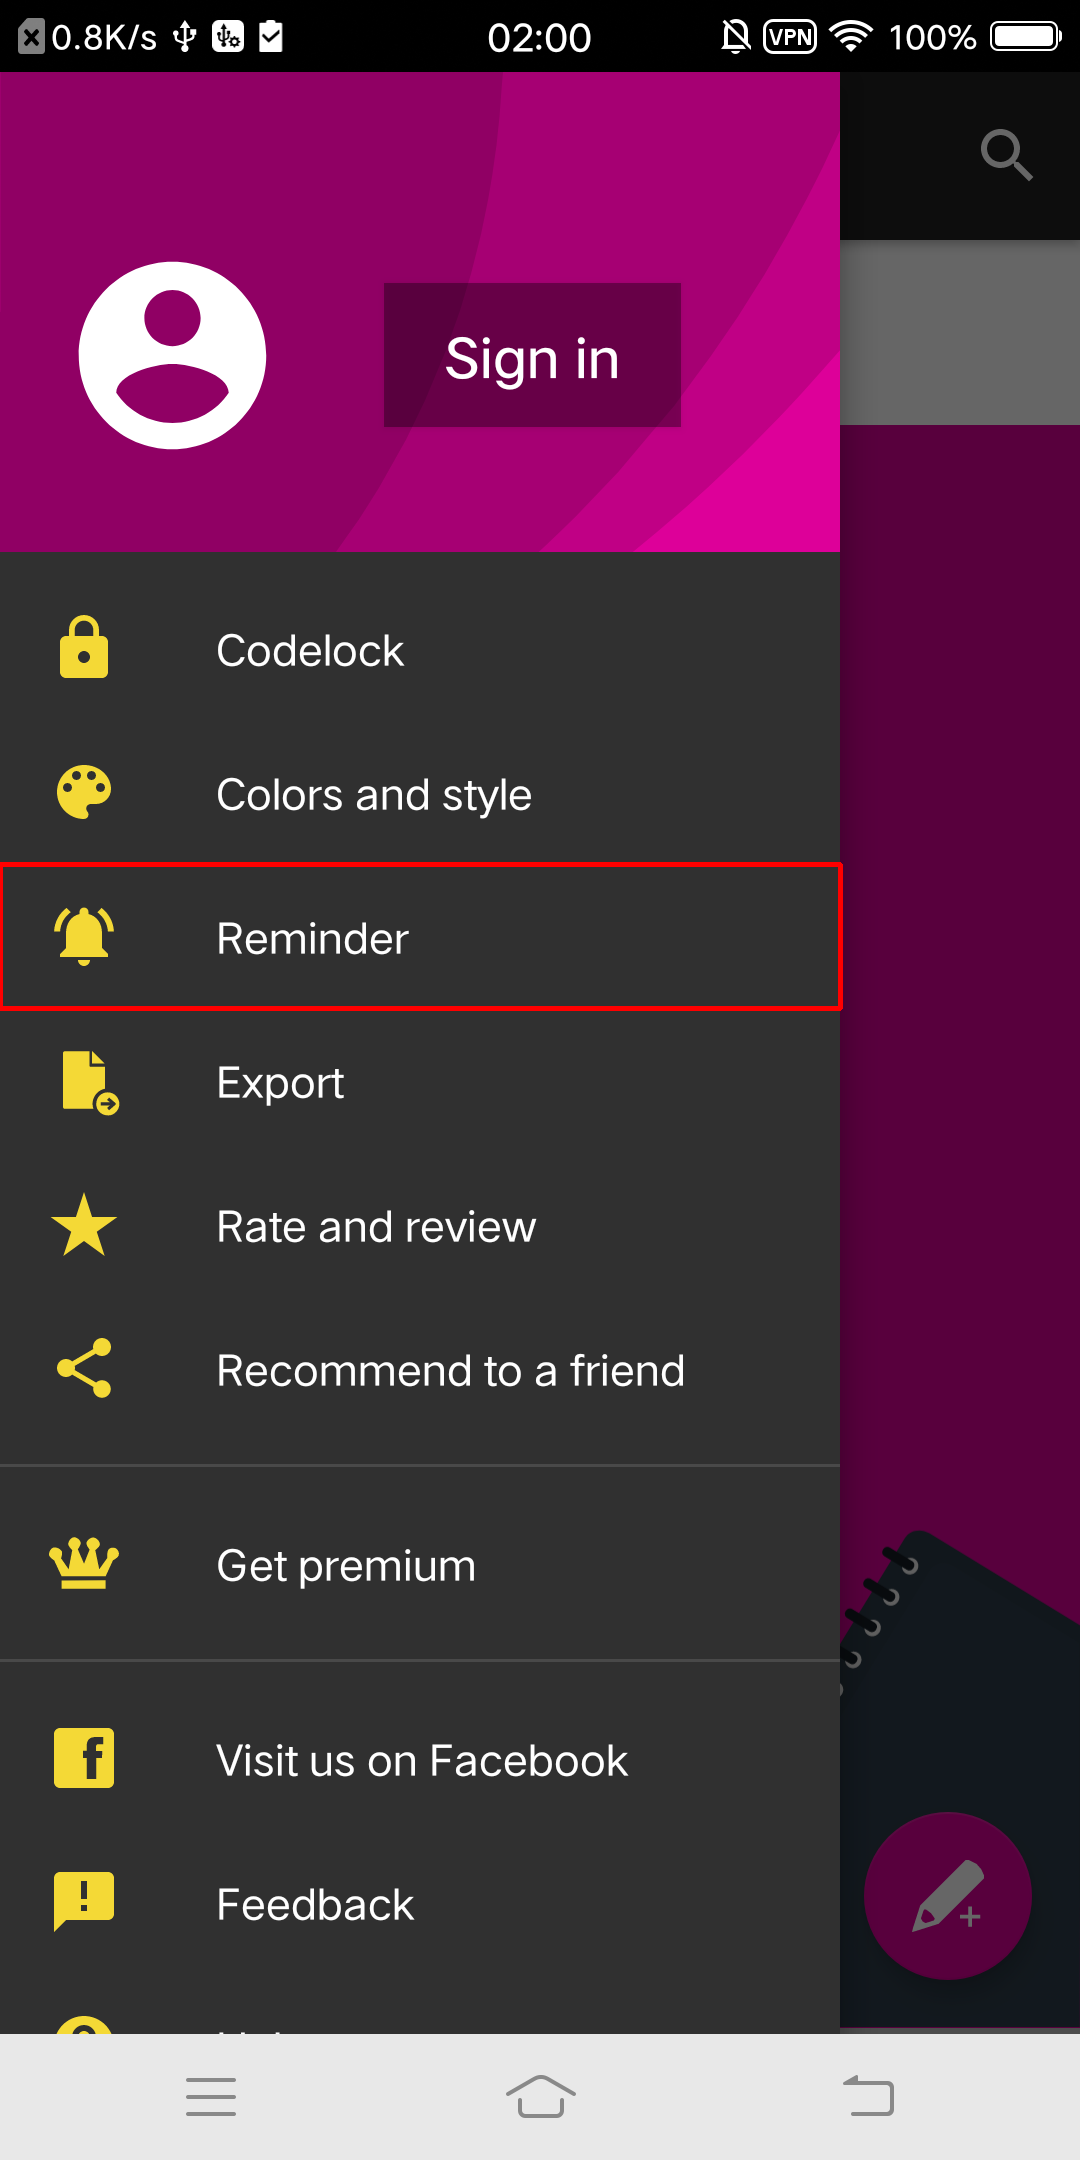 0.8K/s 02:00 VPN 100%
Sign in
Codelock
Colors and style
Reminder
Export
Rate and review
Recommend to a friend
Get premium
Visit us on Facebook
Feedback